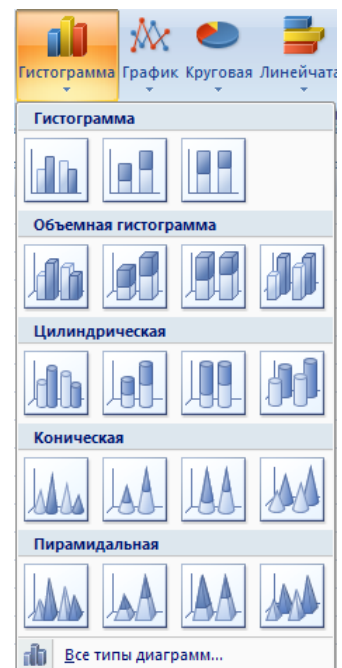 Гистограмма График Круговая Линейчата
Гистограмма
Объемная гистограмма
Цилиндрическая
Коническая
Пирамидальная
Все типы диаграмм...